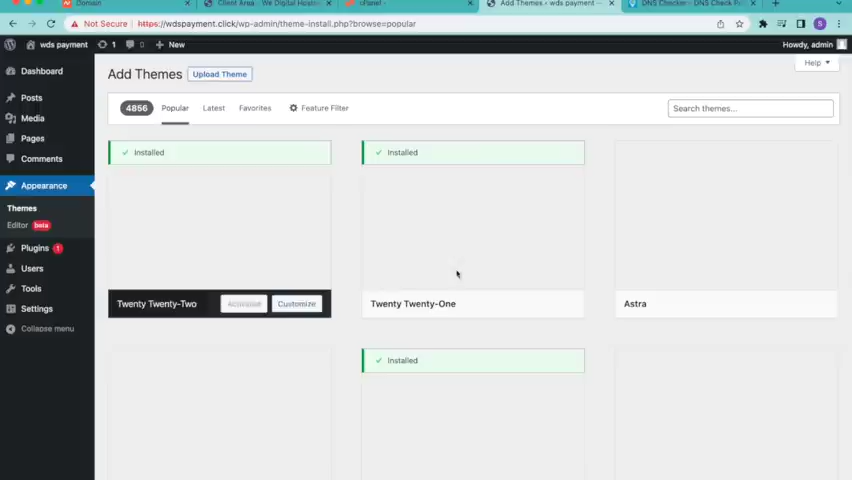 Domain
Client Area - We Digital Hostin
cPanel
Add Themes ‹ wds payment
DNS Checker - DNS Check Pro
Not Secure
https://wdspayment.click/wp-admin/theme-install.php?browse=popular
S
wds payment
1
0
New
Howdy, admin
Dashboard
Posts
Media
Pages
Comments
Appearance
Themes
Editor beta
Plugins 1
Users
Tools
Settings
Collapse menu
Help
Add Themes
Upload Theme
4856
Popular
Latest
Favorites
Feature Filter
Search themes...
Installed
Installed
Twenty Twenty-Two
Activated
Customize
Twenty Twenty-One
Astra
Installed